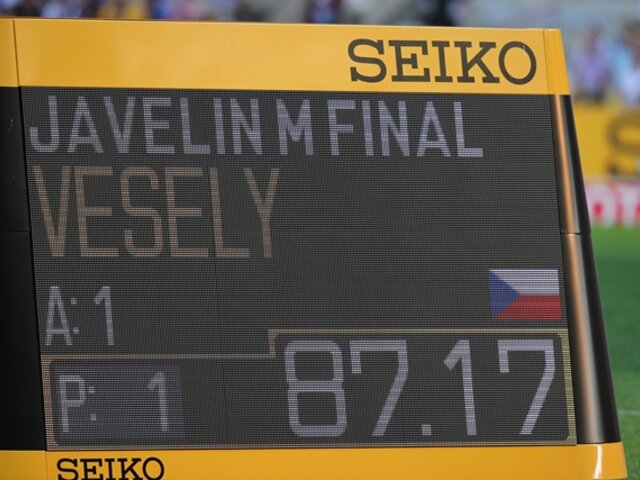 SEIKO
JAVELIN M FINAL
VESELY
A: 1
P: 1 87.17
SEIKO